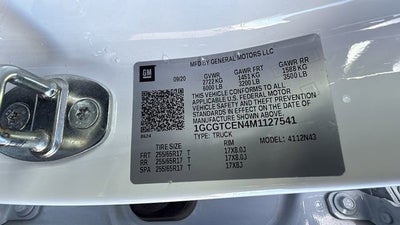 MFD BY GENERAL MOTORS LLC
GM
09/20 GVWR GAWR FRT GAWR RR
2722 KG 1451 KG 1588 KG
6000 LB 3200 LB 3500 LB
THIS VEHICLE CONFORMS TO ALL
APPLICABLE U.S. FEDERAL MOTOR
VEHICLE SAFETY AND THEFT PREVENTION
STANDARDS IN EFFECT ON THE DATE OF
MANUFACTURE SHOWN ABOVE.
1GCGTCEN4M1127541
TYPE: TRUCK
TIRE SIZE RIM 4112N43
FRT 255/65R17 T 17X8.0J
RR 255/65R17 T 17X8.0J
SPA 255/65R17 T 17X8J